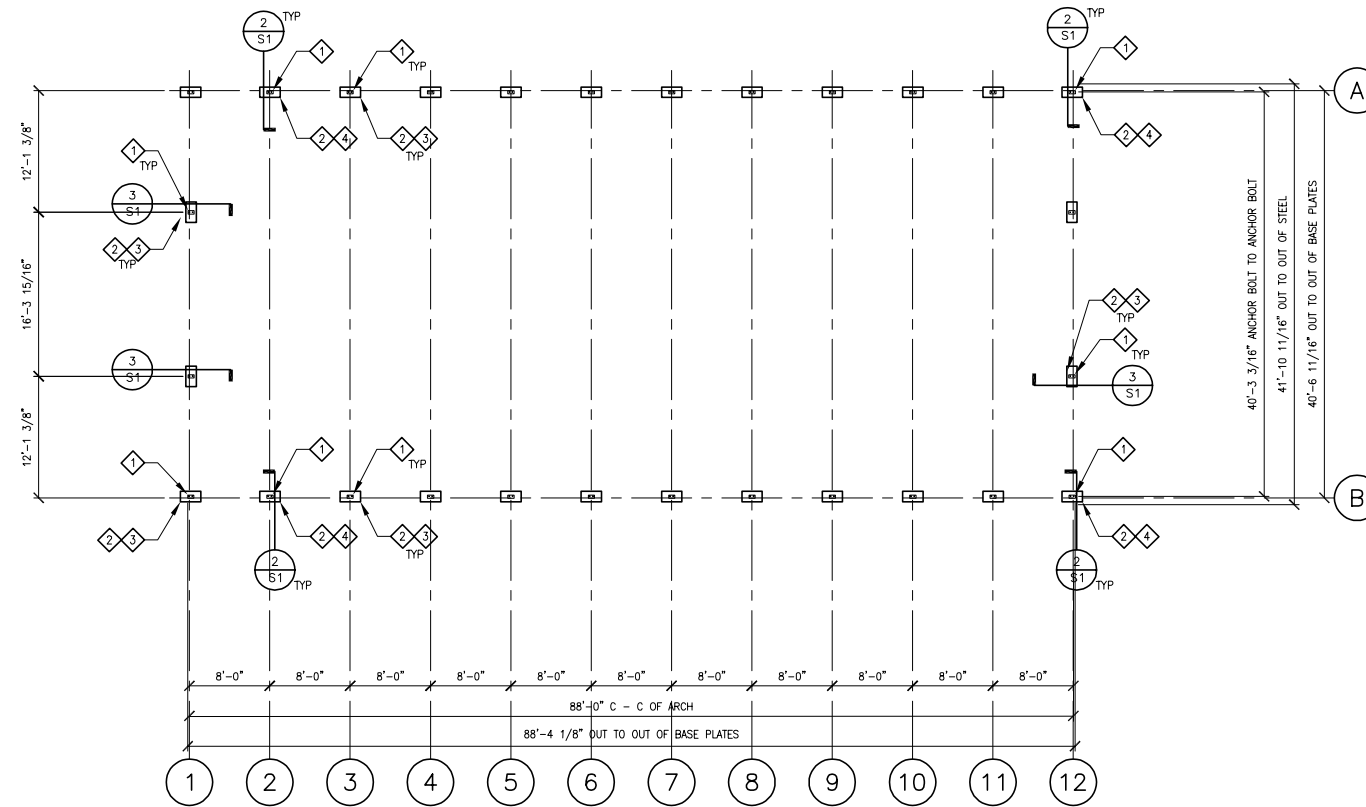 2
S1
TYP
1
1
TYP
2
S1
TYP
1
A
2 4
2 3
TYP
2 4
12'-1 3/8"
1
TYP
3
S1
2 3
TYP
16'-3 15/16"
2 3
TYP
1
TYP
3
S1
3
S1
40'-3 3/16" ANCHOR BOLT TO ANCHOR BOLT
41'-10 11/16" OUT TO OUT OF STEEL
40'-6 11/16" OUT TO OUT OF BASE PLATES
12'-1 3/8"
1
1
1
TYP
1
B
2 3
2 4
2 3
TYP
2 4
2
S1
TYP
2
S1
TYP
8'-0" 8'-0" 8'-0" 8'-0" 8'-0" 8'-0" 8'-0" 8'-0" 8'-0" 8'-0" 8'-0"
88'-0" C - C OF ARCH
88'-4 1/8" OUT TO OUT OF BASE PLATES
1 2 3 4 5 6 7 8 9 10 11 12